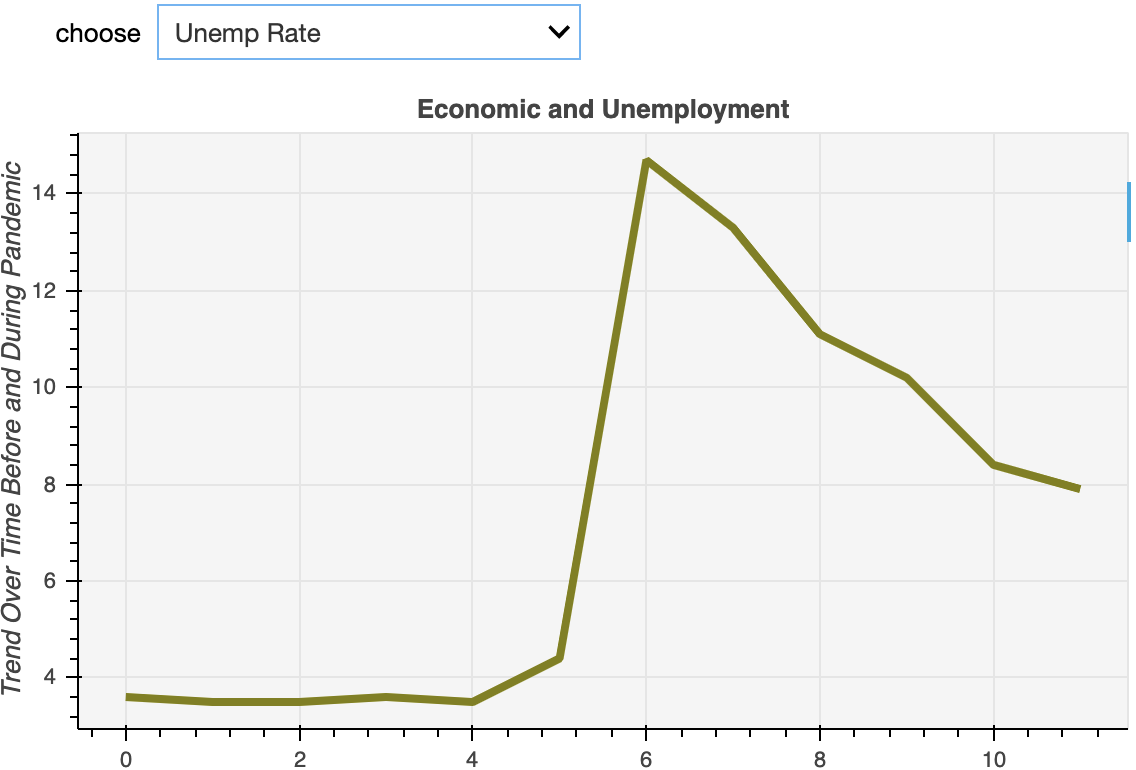 choose Unemp Rate
Economic and Unemployment
Trend Over Time Before and During Pandemic
14
12
10
8
6
4
0 2 4 6 8 10